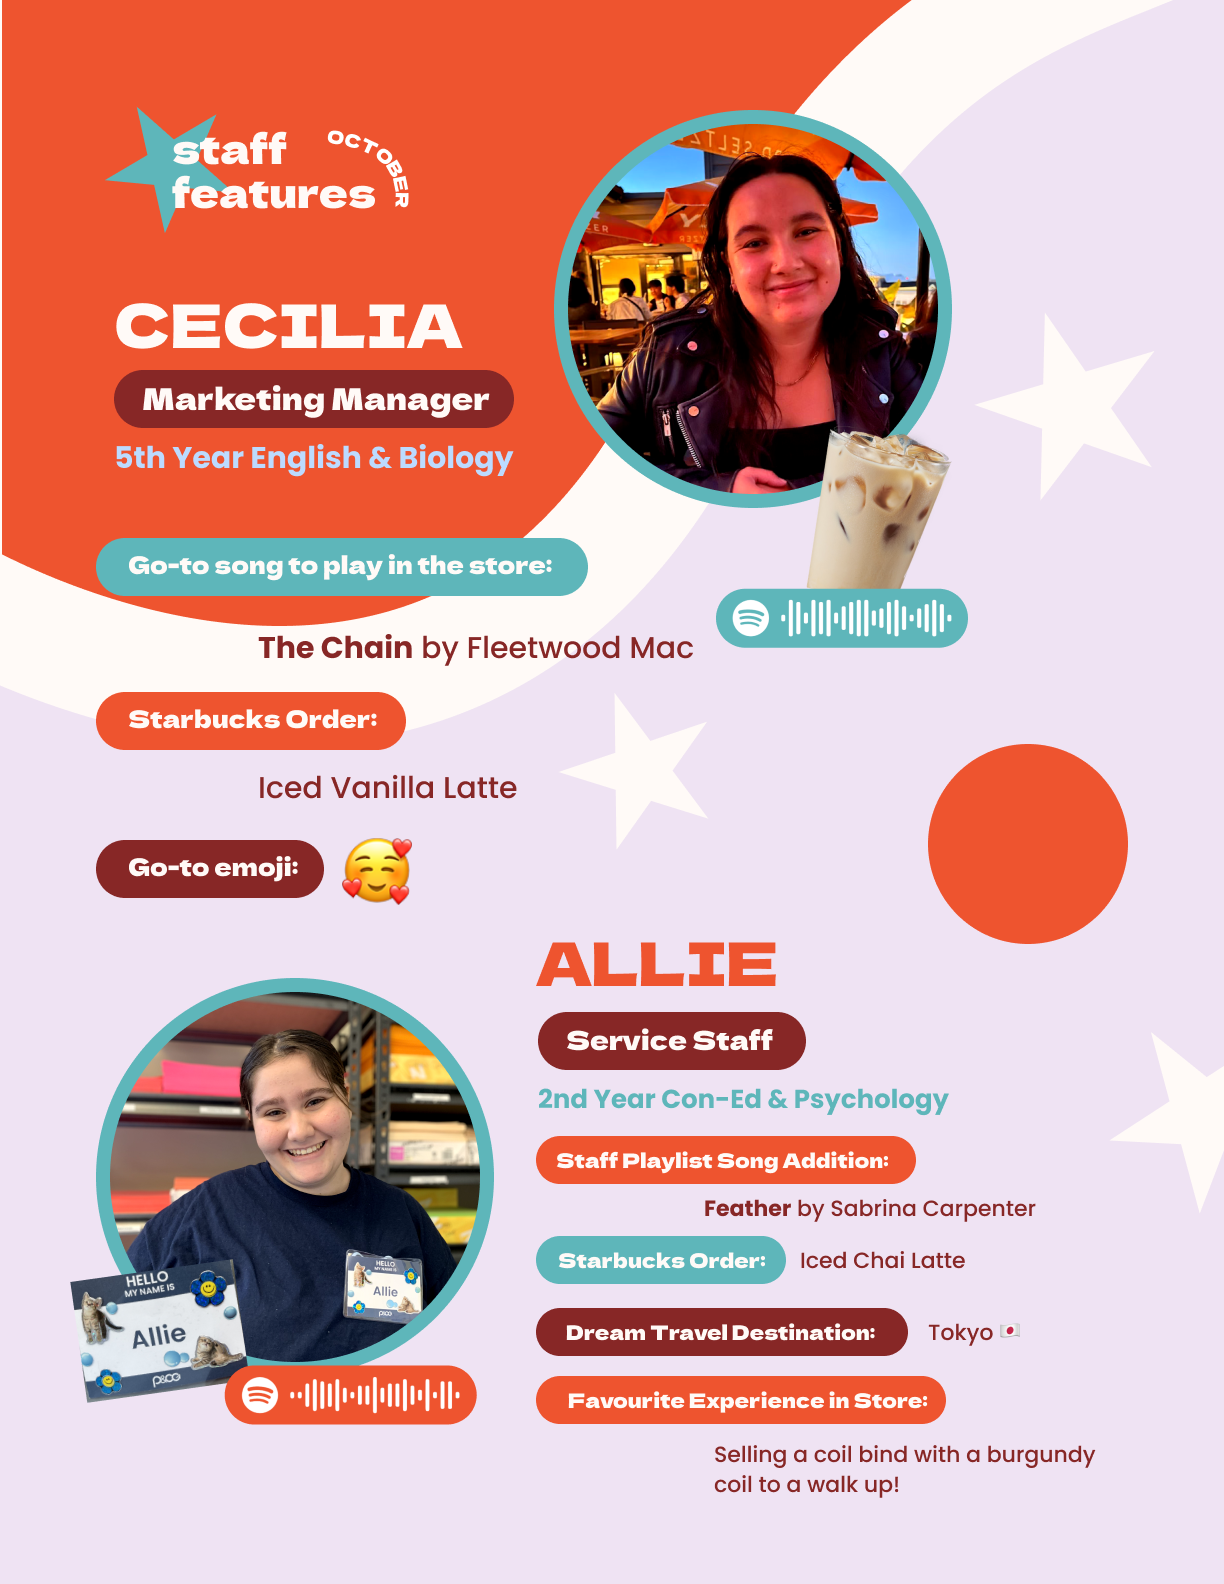 staff
features
OCTOBER
CECILIA
Marketing Manager
5th Year English & Biology
Go-to song to play in the store:
The Chain by Fleetwood Mac
Starbucks Order:
Iced Vanilla Latte
Go-to emoji:
ALLIE
Service Staff
2nd Year Con-Ed & Psychology
Staff Playlist Song Addition:
Feather by Sabrina Carpenter
Starbucks Order:
Iced Chai Latte
Dream Travel Destination:
Tokyo 🇯🇵
Favourite Experience in Store:
Selling a coil bind with a burgundy
coil to a walk up!
HELLO
MY NAME IS
Allie
p&cc
HELLO
MY NAME IS
Allie
p&cc